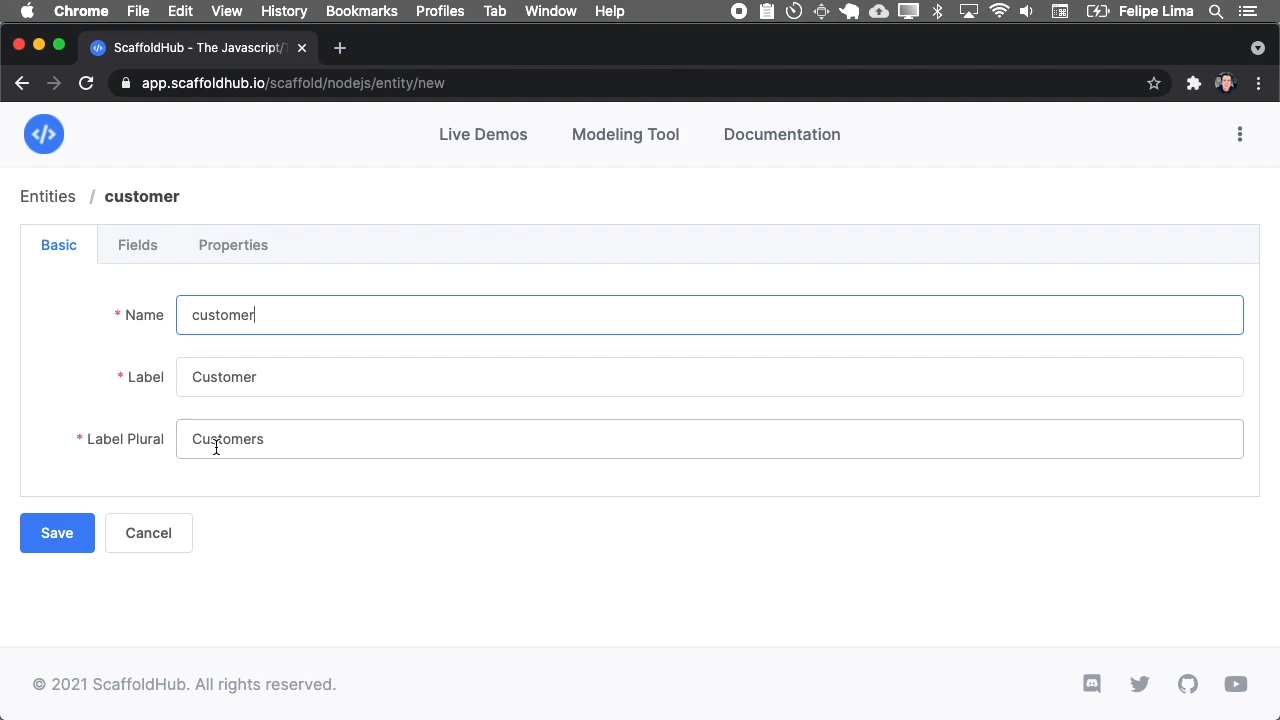 Chrome File Edit View History Bookmarks Profiles Tab Window Help Felipe Lima
ScaffoldHub - The Javascript/
app.scaffoldhub.io/scaffold/nodejs/entity/new
Live Demos Modeling Tool Documentation
Entities / customer
Basic Fields Properties
* Name customer
* Label Customer
* Label Plural Customers
Save Cancel
© 2021 ScaffoldHub. All rights reserved.